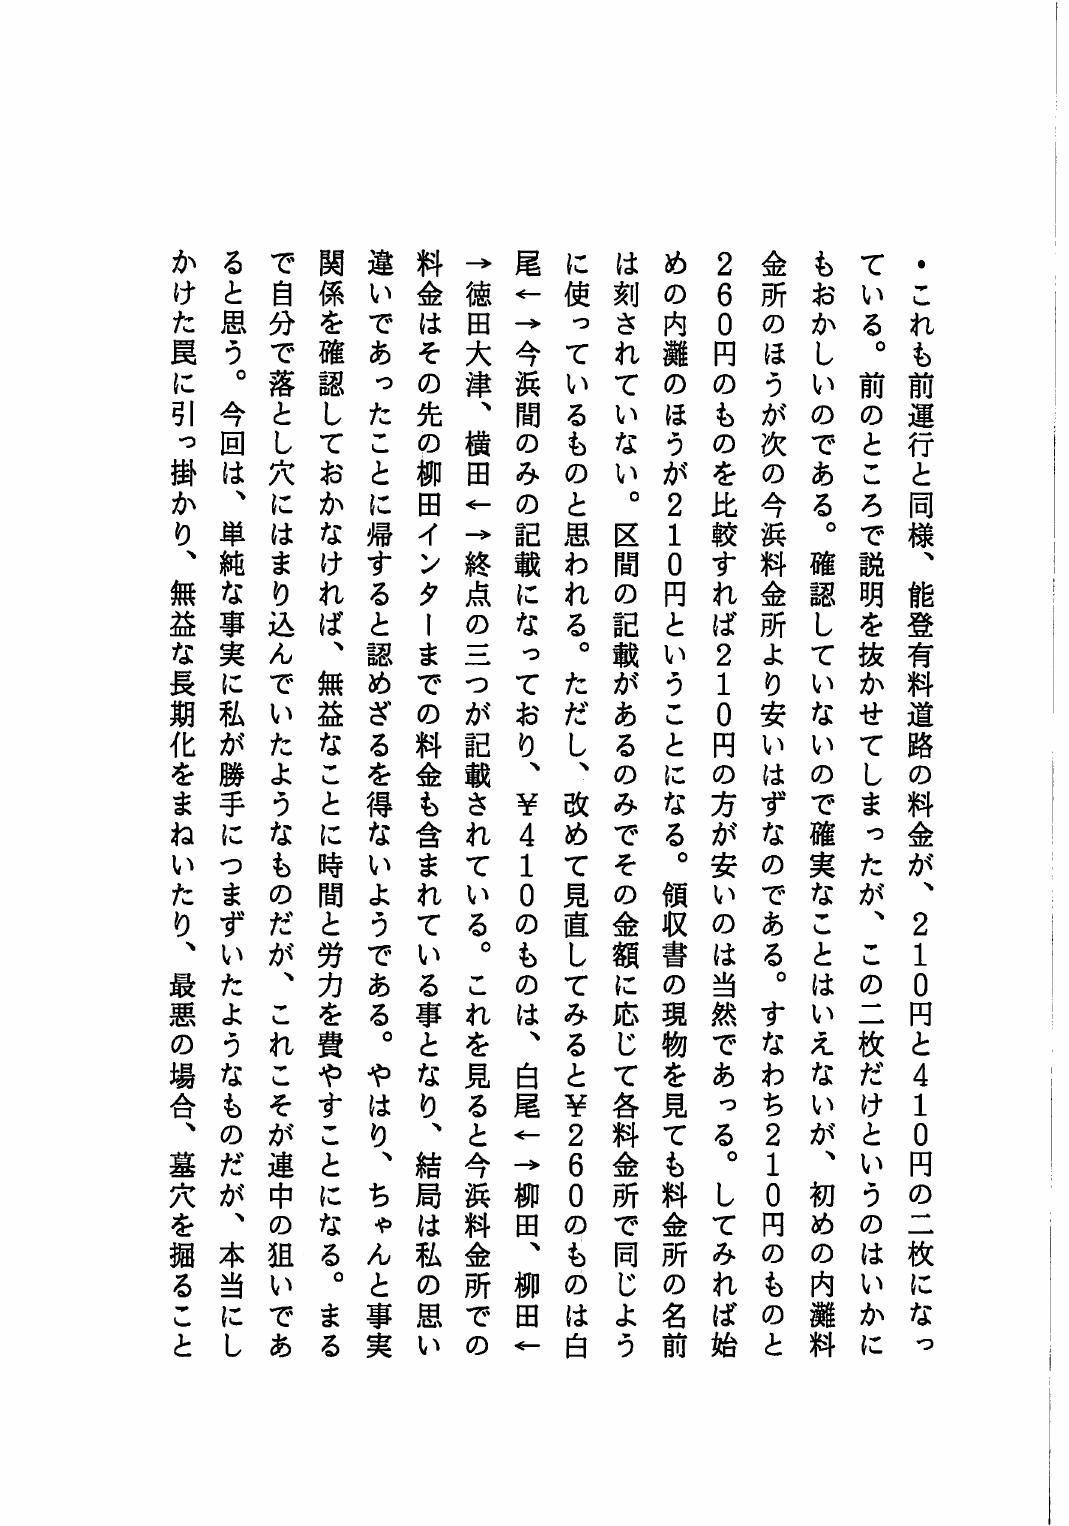 ・これも前運行と同様、能登有料道路の料金が、２１０円と４１０円の二枚になっ
ている。前のところで説明を抜かせてしまったが、この二枚だけというのはいかに
もおかしいのである。確認していないので確実なことはいえないが、初めの内灘料
金所のほうが次の今浜料金所より安いはずなのである。すなわち２１０円のものと
２６０円のものを比較すれば２１０円の方が安いのは当然であっる。してみれば始
めの内灘のほうが２１０円ということになる。領収書の現物を見ても料金所の名前
は刻されていない。区間の記載があるのみでその金額に応じて各料金所で同じよう
に使っているものと思われる。ただし、改めて見直してみると￥２６０のものは白
尾←→今浜間のみの記載になっており、￥４１０のものは、白尾←→柳田、柳田←
→徳田大津、横田←→終点の三つが記載されている。これを見ると今浜料金所での
料金はその先の柳田インターまでの料金も含まれている事となり、結局は私の思い
違いであったことに帰すると認めざるを得ないようである。やはり、ちゃんと事実
関係を確認しておかなければ、無益なことに時間と労力を費やすことになる。まる
で自分で落とし穴にはまり込んでいたようなものだが、これこそが連中の狙いであ
ると思う。今回は、単純な事実に私が勝手につまずいたようなものだが、本当にし
かけた罠に引っ掛かり、無益な長期化をまねいたり、最悪の場合、墓穴を掘ること